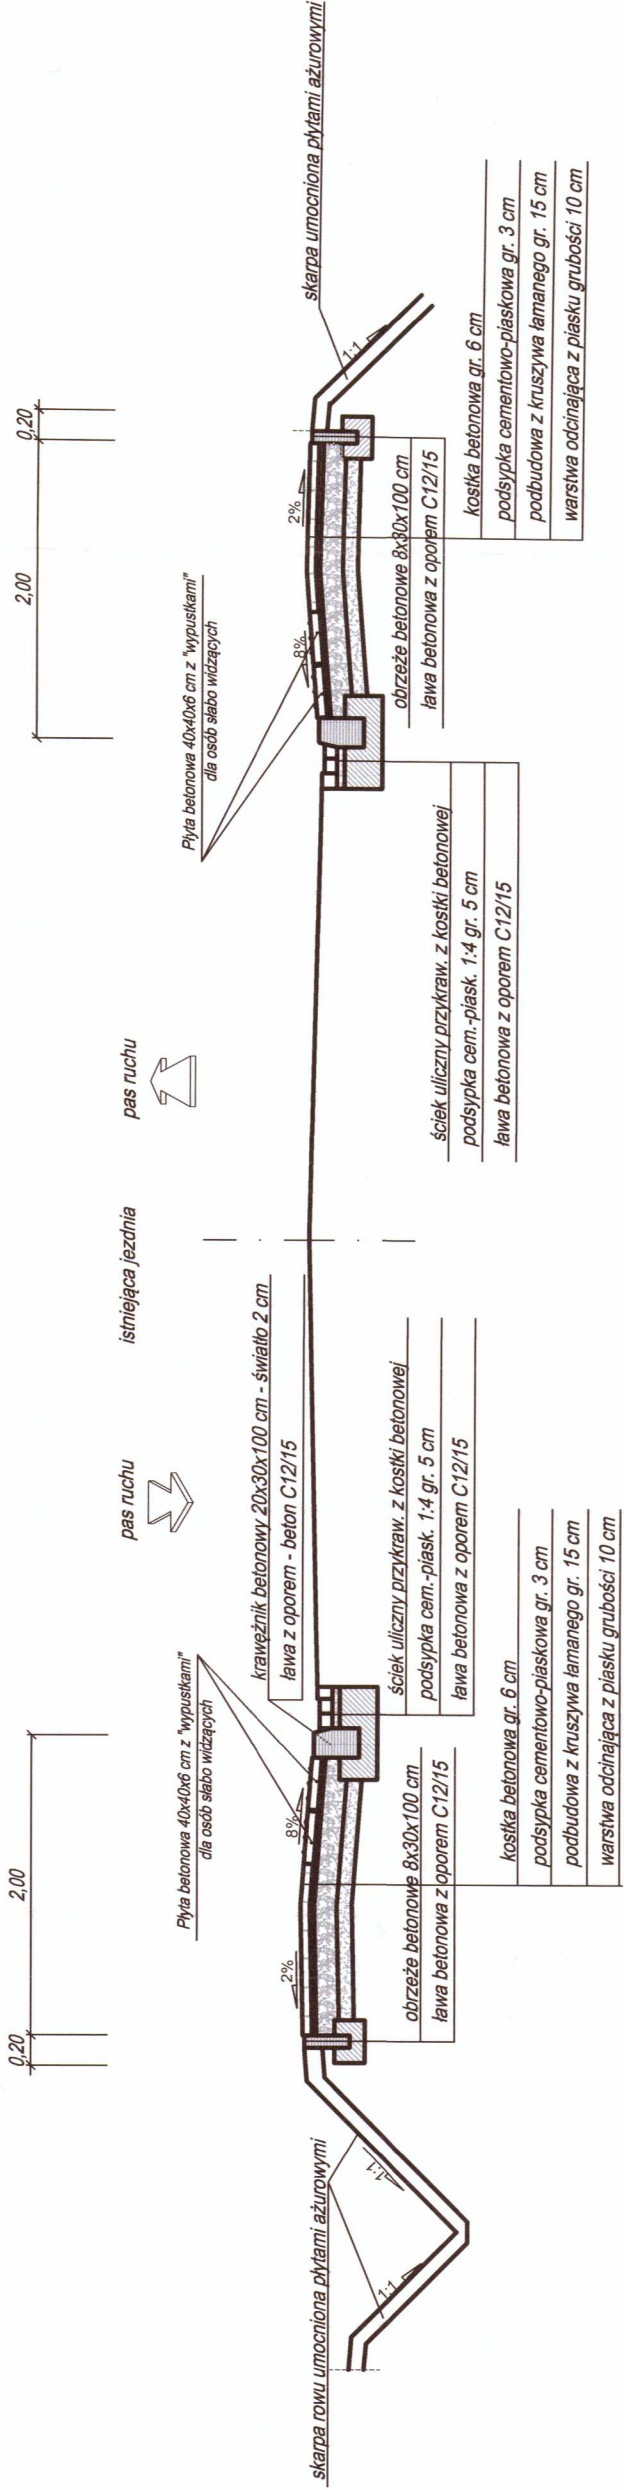 0,20
2,00
2,00
0,20
Płyta betonowa 40x40x6 cm z "wypustkami"
dla osób słabo widzących
pas ruchu
istniejąca jezdnia
pas ruchu
Płyta betonowa 40x40x6 cm z "wypustkami"
dla osób słabo widzących
skarpa rowu umocniona płytami ażurowymi
1:1
1:1
2%
8%
krawężnik betonowy 20x30x100 cm - światło 2 cm
ława z oporem - beton C12/15
8%
2%
1:1
skarpa umocniona płytami ażurowymi
obrzeże betonowe 8x30x100 cm
ława betonowa z oporem C12/15
ściek uliczny przykraw. z kostki betonowej
podsypka cem.-piask. 1:4 gr. 5 cm
ława betonowa z oporem C12/15
kostka betonowa gr. 6 cm
podsypka cementowo-piaskowa gr. 3 cm
podbudowa z kruszywa łamanego gr. 15 cm
warstwa odcinająca z piasku grubości 10 cm
ściek uliczny przykraw. z kostki betonowej
podsypka cem.-piask. 1:4 gr. 5 cm
ława betonowa z oporem C12/15
obrzeże betonowe 8x30x100 cm
ława betonowa z oporem C12/15
kostka betonowa gr. 6 cm
podsypka cementowo-piaskowa gr. 3 cm
podbudowa z kruszywa łamanego gr. 15 cm
warstwa odcinająca z piasku grubości 10 cm